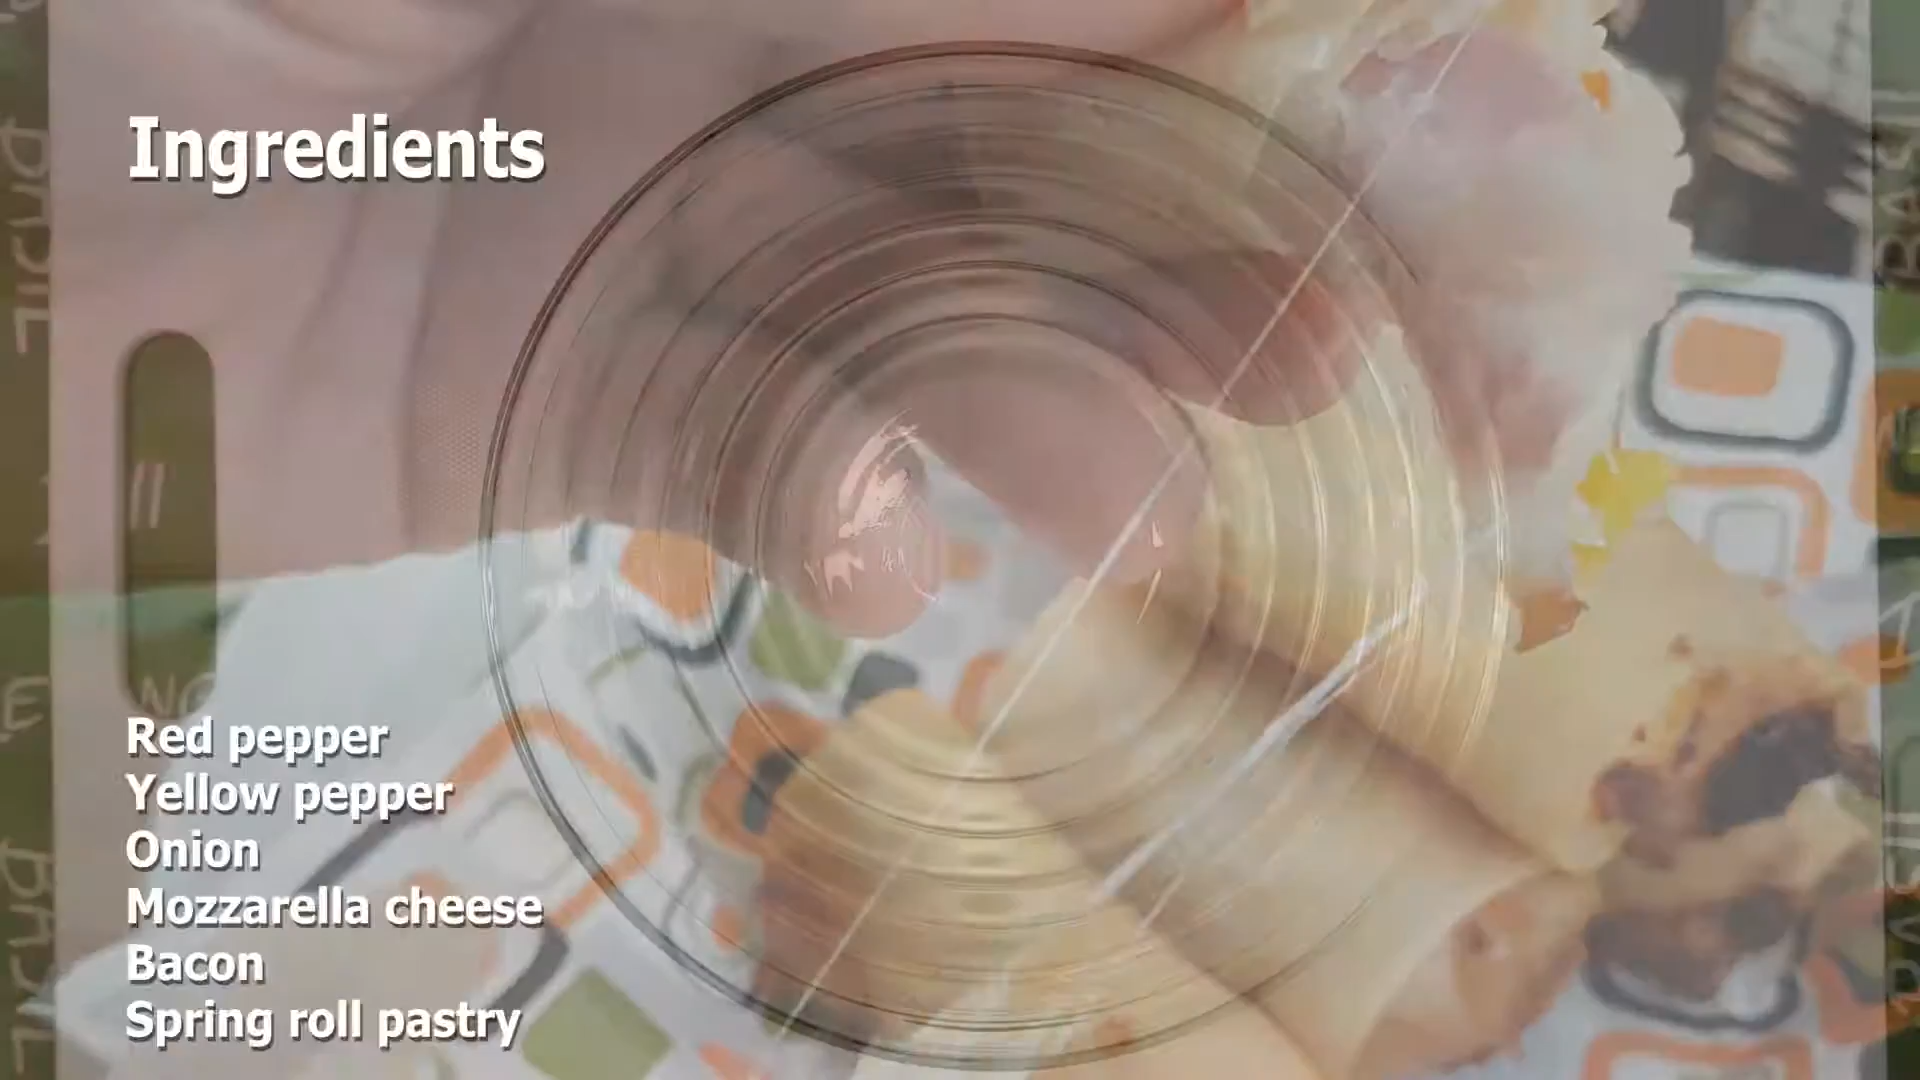 Ingredients
Red pepper
Yellow pepper
Onion
Mozzarella cheese
Bacon
Spring roll pastry